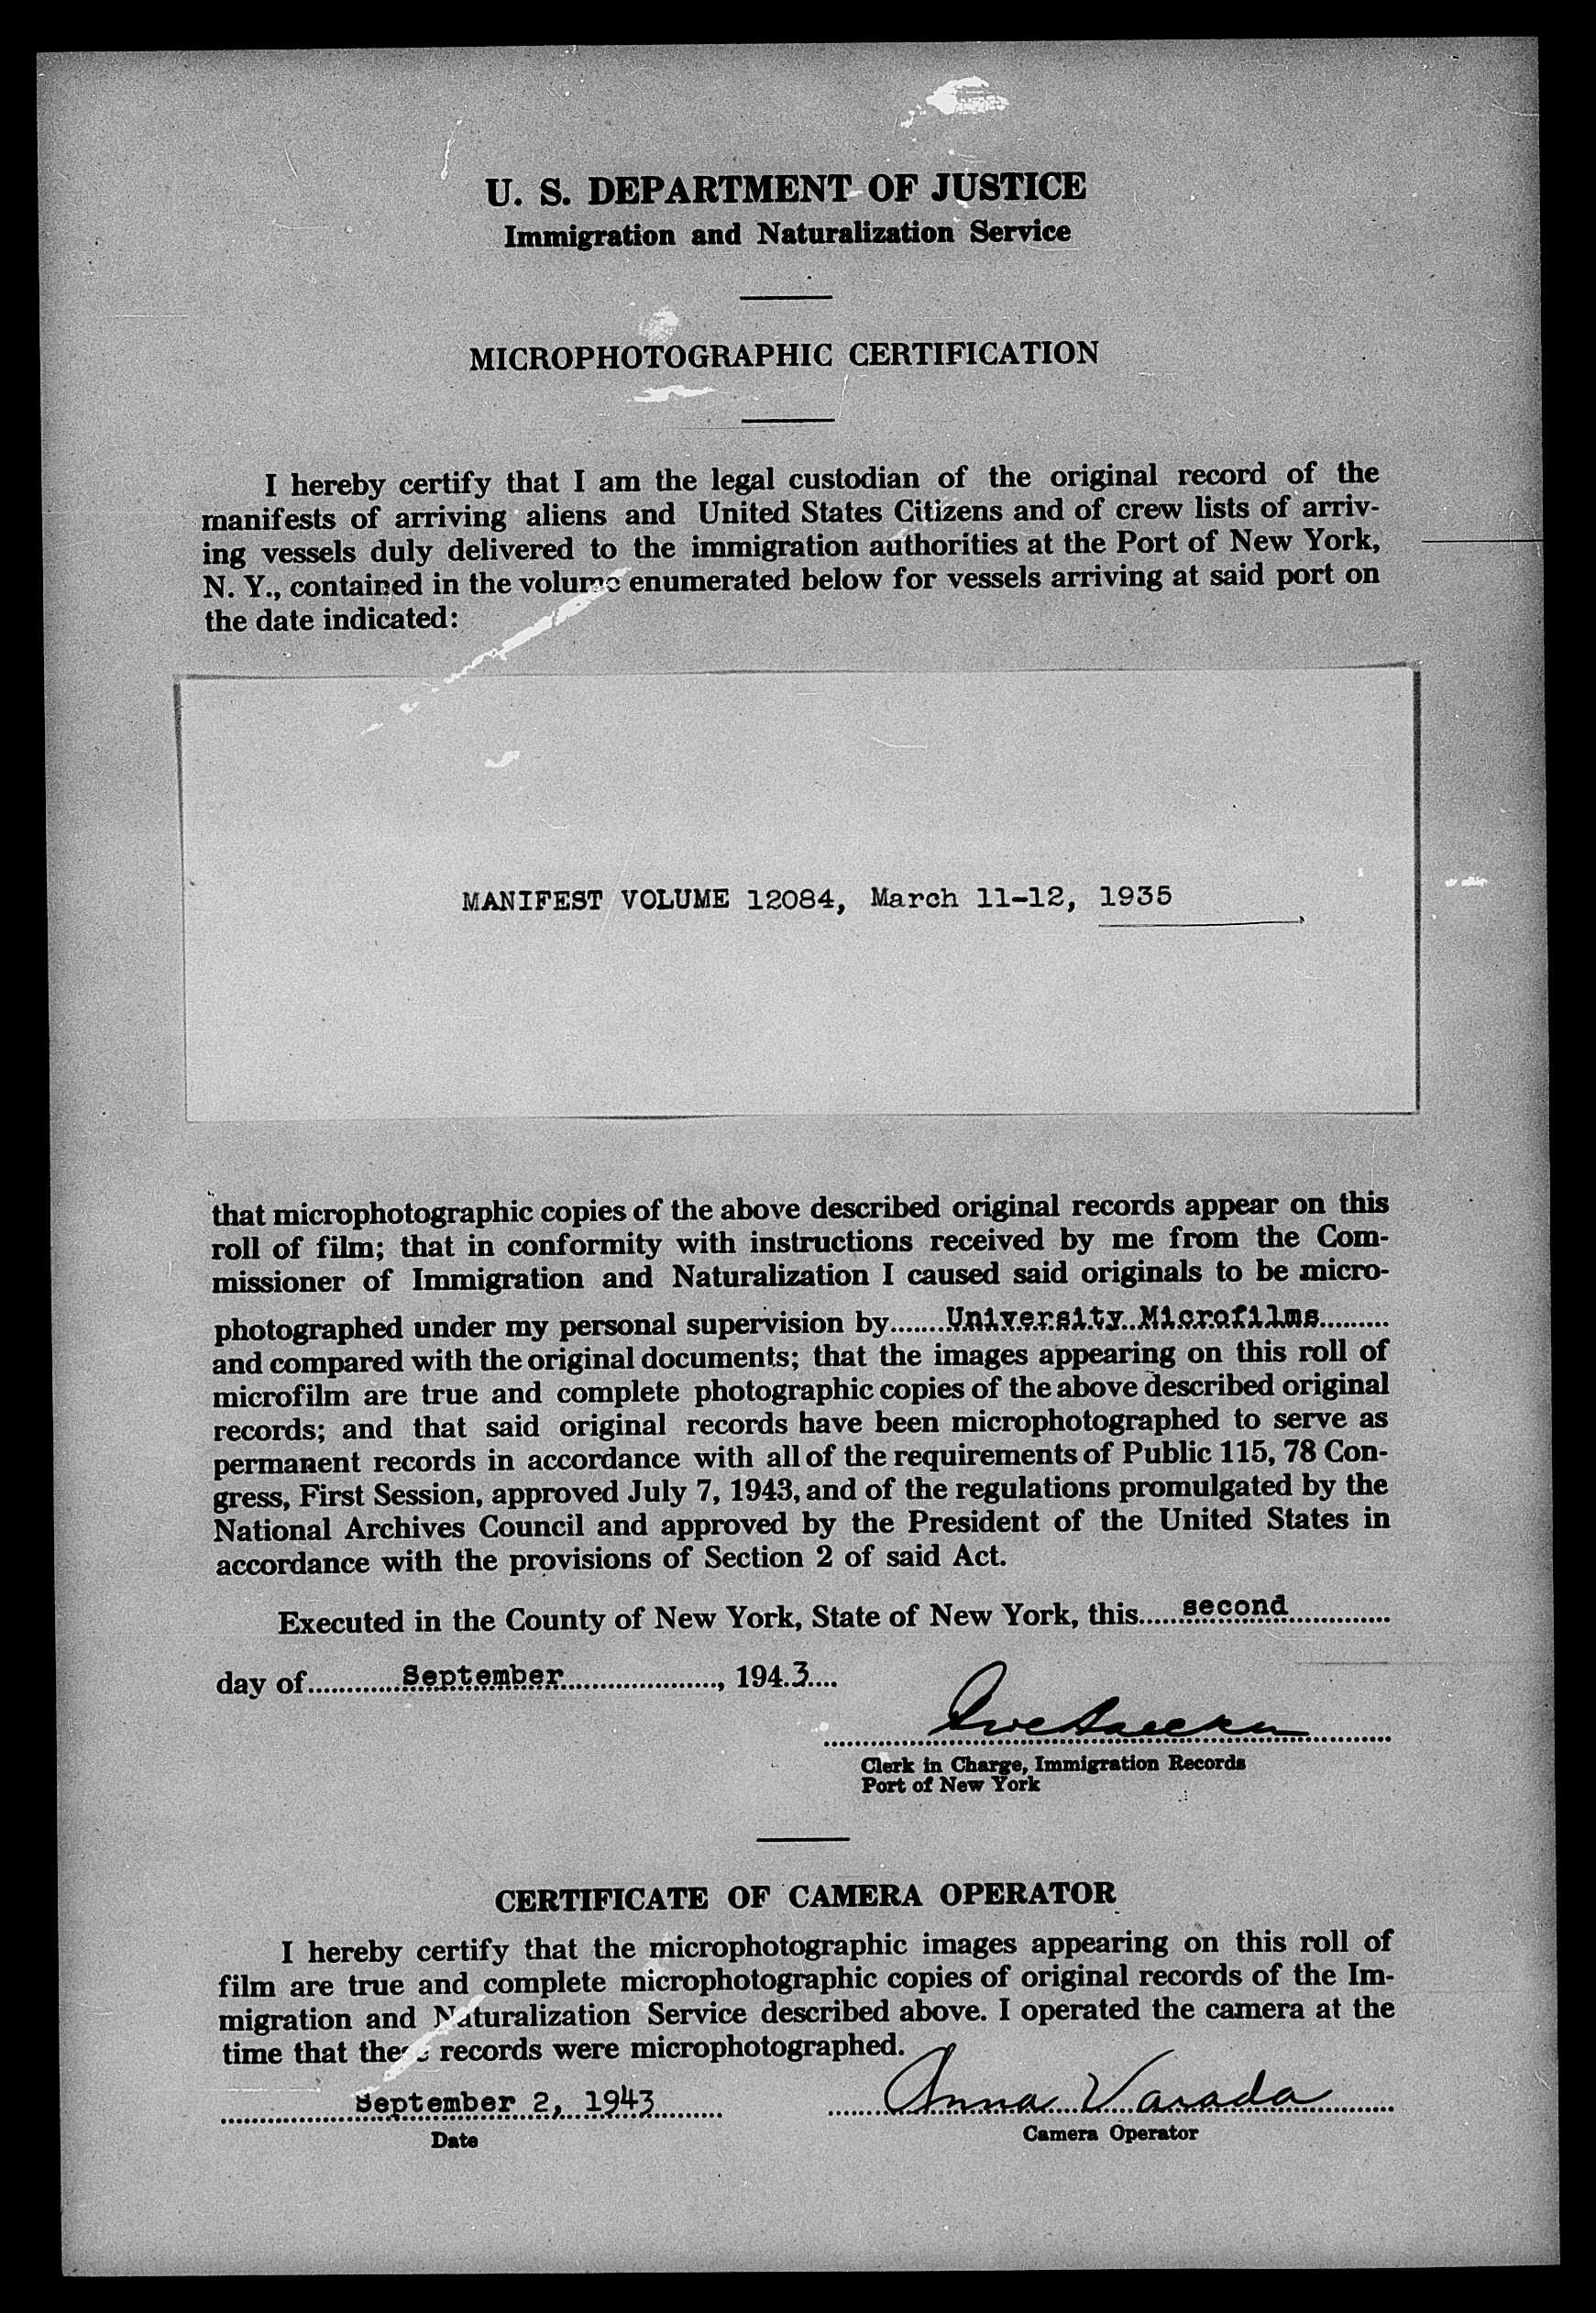 U. S. DEPARTMENT OF JUSTICE
Immigration and Naturalization Service
MICROPHOTOGRAPHIC CERTIFICATION
I hereby certify that I am the legal custodian of the original record of the
manifests of arriving aliens and United States Citizens and of crew lists of arriv-
ing vessels duly delivered to the immigration authorities at the Port of New York,
N. Y., contained in the volume enumerated below for vessels arriving at said port on
the date indicated:
MANIFEST VOLUME 12084, March 11-12, 1935
that microphotographic copies of the above described original records appear on this
roll of film; that in conformity with instructions received by me from the Com-
missioner of Immigration and Naturalization I caused said originals to be micro-
photographed under my personal supervision by.......University Microfilms.........
and compared with the original documents; that the images appearing on this roll of
microfilm are true and complete photographic copies of the above described original
records; and that said original records have been microphotographed to serve as
permanent records in accordance with all of the requirements of Public 115, 78 Con-
gress, First Session, approved July 7, 1943, and of the regulations promulgated by the
National Archives Council and approved by the President of the United States in
accordance with the provisions of Section 2 of said Act.
Executed in the County of New York, State of New York, this......second.............
day of............September...................., 194.3....
Clerk in Charge, Immigration Records
Port of New York
CERTIFICATE OF CAMERA OPERATOR
I hereby certify that the microphotographic images appearing on this roll of
film are true and complete microphotographic copies of original records of the Im-
migration and Naturalization Service described above. I operated the camera at the
time that these records were microphotographed.
September 2, 1943
Anna Varada
Date
Camera Operator